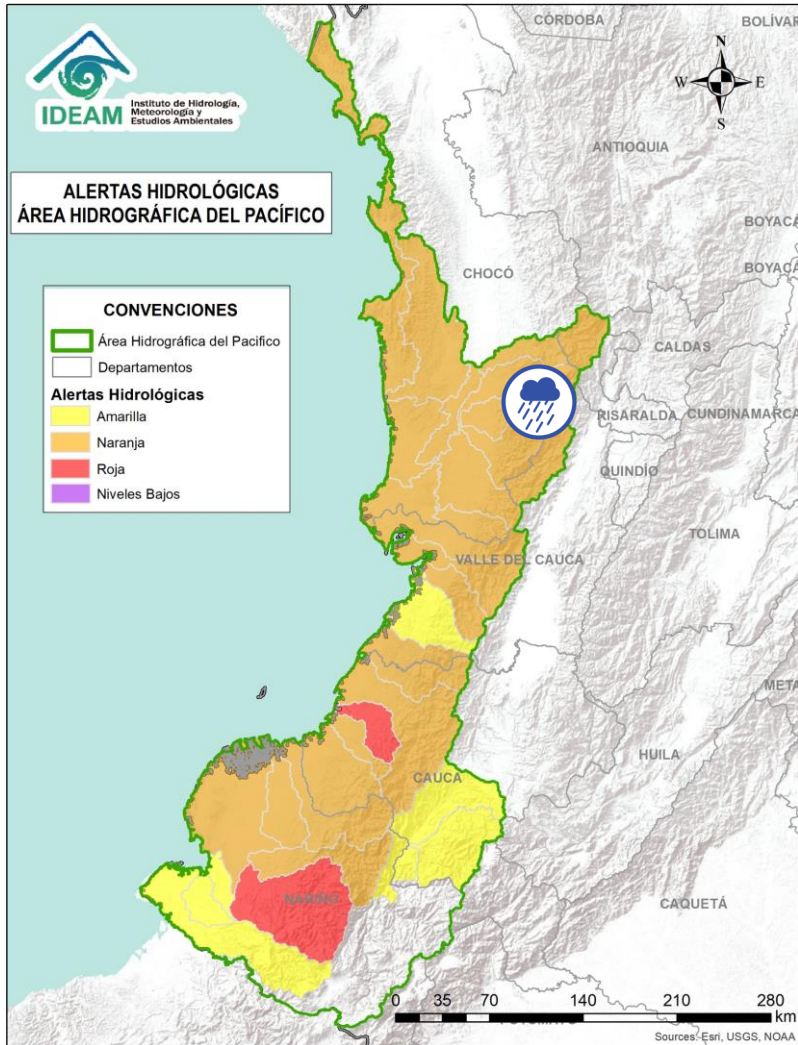 IDEAM
Instituto de Hidrología,
Meteorología y
Estudios Ambientales
ALERTAS HIDROLÓGICAS
ÁREA HIDROGRÁFICA DEL PACÍFICO
CONVENCIONES
Área Hidrográfica del Pacifico
Departamentos
Alertas Hidrológicas
Amarilla
Naranja
Roja
Niveles Bajos
CÓRDOBA
BOLÍVAR
N
W
E
S
ANTIOQUIA
BOYACÁ
CHOCÓ
BOYACÁ
CALDAS
RISARALDA
CUNDINAMARCA
QUINDÍO
TOLIMA
VALLE DEL CAUCA
META
HUILA
CAUCA
NARIÑO
CAQUETÁ
0 35 70 140 210 280
km
Sources: Esri, USGS, NOAA